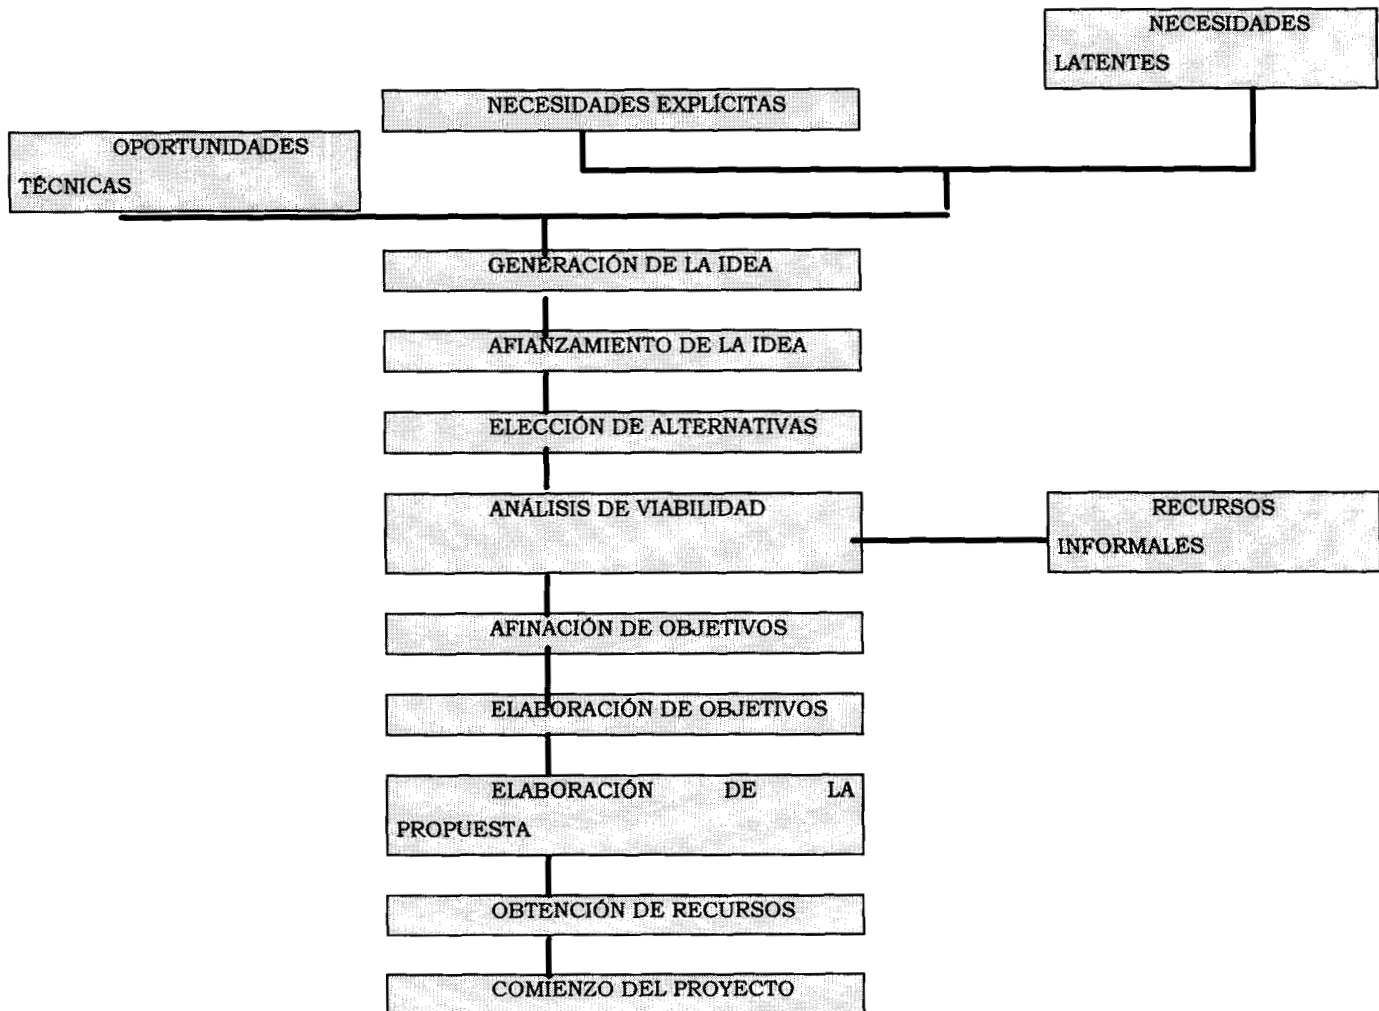 NECESIDADES
LATENTES
NECESIDADES EXPLÍCITAS
OPORTUNIDADES
TÉCNICAS
GENERACIÓN DE LA IDEA
AFIANZAMIENTO DE LA IDEA
ELECCIÓN DE ALTERNATIVAS
ANÁLISIS DE VIABILIDAD
RECURSOS
INFORMALES
AFINACIÓN DE OBJETIVOS
ELABORACIÓN DE OBJETIVOS
ELABORACIÓN DE LA
PROPUESTA
OBTENCIÓN DE RECURSOS
COMIENZO DEL PROYECTO